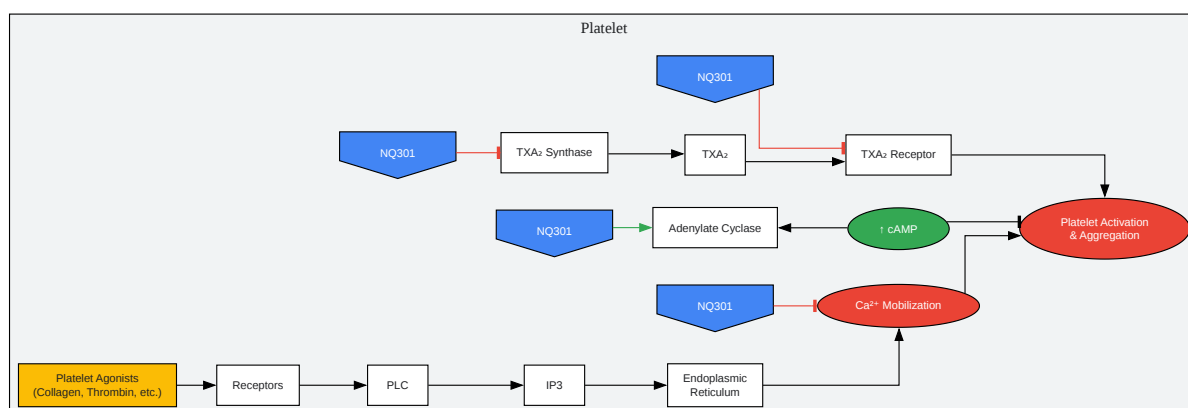 Platelet
NQ301
NQ301
TXA₂ Synthase
TXA₂
TXA₂ Receptor
NQ301
Adenylate Cyclase
↑ cAMP
Platelet Activation
& Aggregation
NQ301
Ca²⁺ Mobilization
Platelet Agonists
(Collagen, Thrombin, etc.)
Receptors
PLC
IP3
Endoplasmic
Reticulum